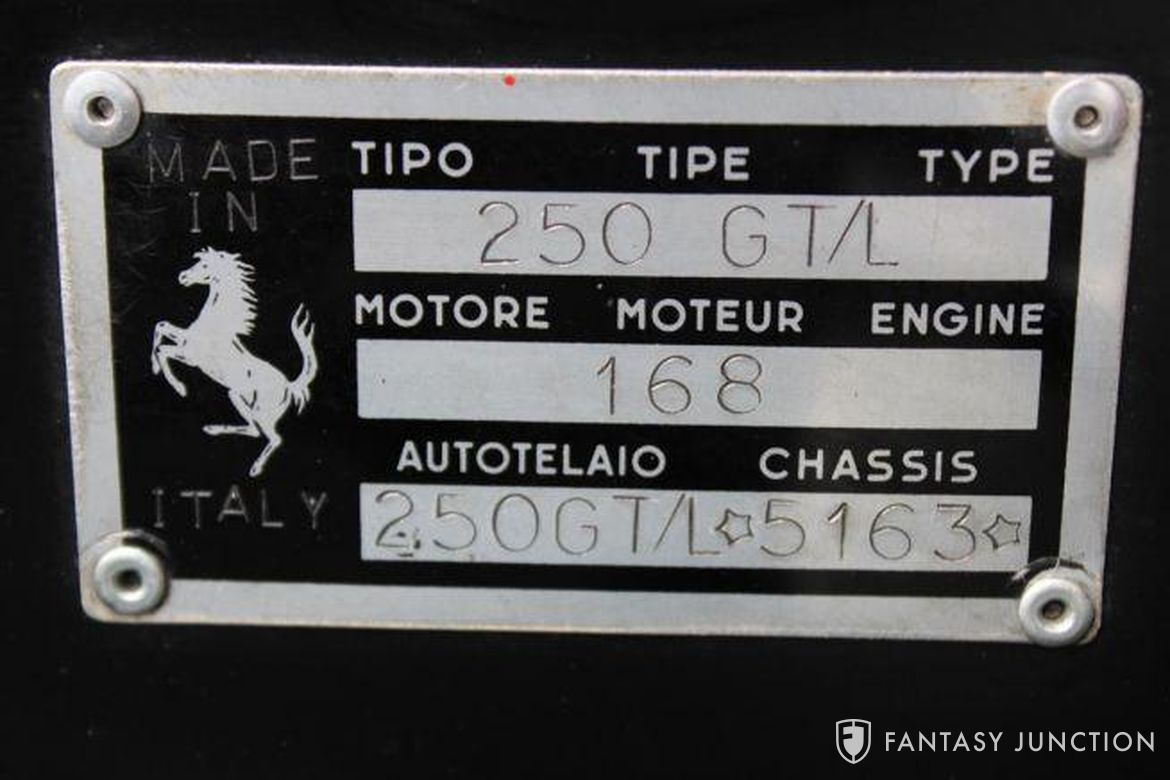 MADE
IN
ITALY
TIPO TIPE TYPE
250 GT/L
MOTORE MOTEUR ENGINE
168
AUTOTELAIO CHASSIS
250GT/L☆5163☆
FANTASY JUNCTION